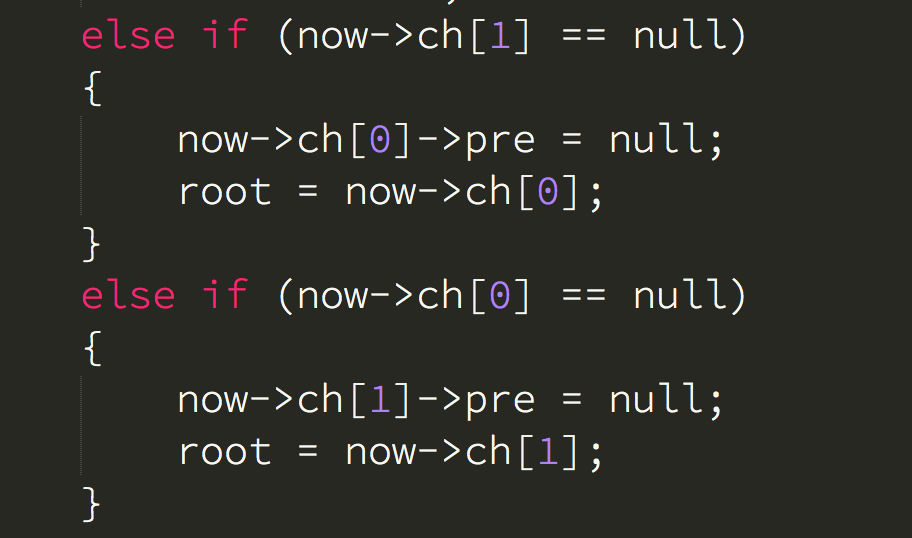 else if (now->ch[1] == null)
{
now->ch[0]->pre = null;
root = now->ch[0];
}
else if (now->ch[0] == null)
{
now->ch[1]->pre = null;
root = now->ch[1];
}